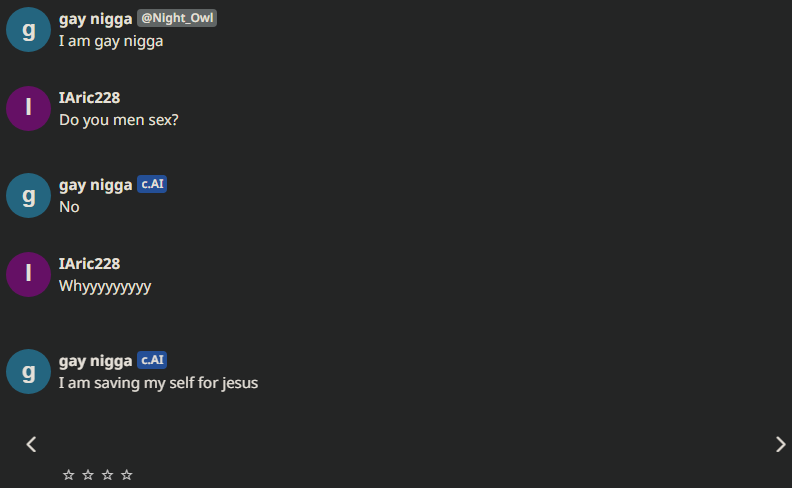 g
gay nigga @Night_Owl
I am gay nigga
I
IAric228
Do you men sex?
g
gay nigga c.AI
No
I
IAric228
Whyyyyyyyyy
g
gay nigga c.AI
I am saving my self for jesus